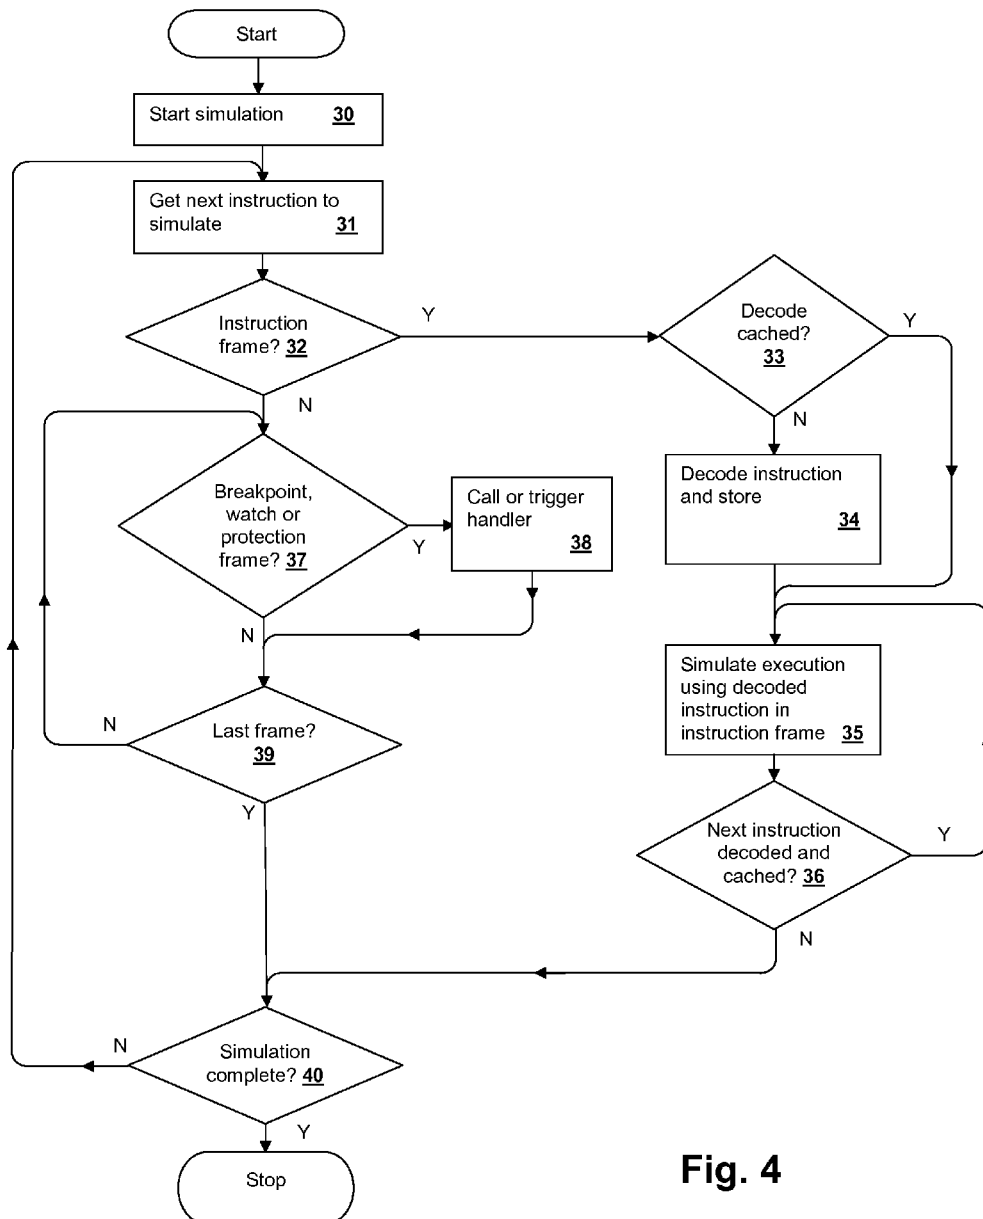 Start
Start simulation 30
Get next instruction to
simulate 31
Instruction
frame? 32
Y
N
Decode
cached?
33
Y
N
Decode instruction
and store
34
Breakpoint,
watch or
protection
frame? 37
Y
N
Call or trigger
handler
38
Simulate execution
using decoded
instruction in
instruction frame 35
Last frame?
39
N
Y
Next instruction
decoded and
cached? 36
Y
N
Simulation
complete? 40
N
Y
Stop
Fig. 4